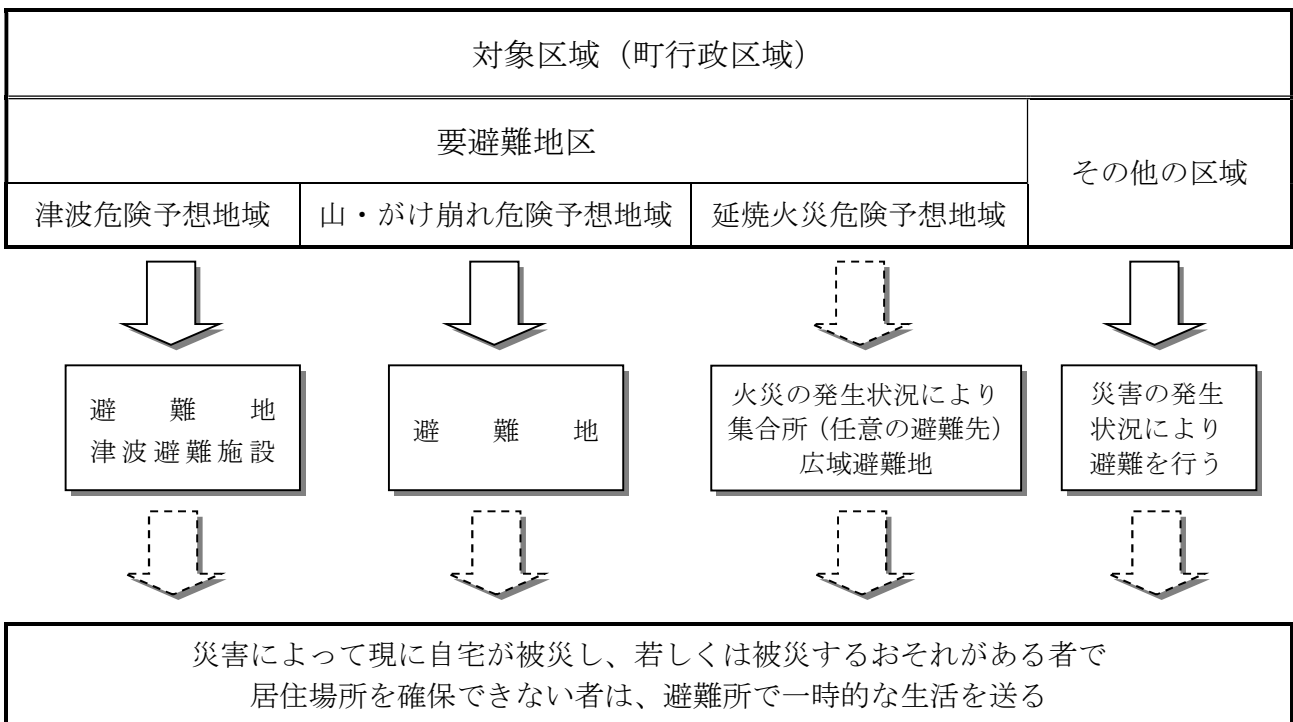 対象区域（町行政区域）
要避難地区
その他の区域
津波危険予想地域
山・がけ崩れ危険予想地域
延焼火災危険予想地域
避難地
津波避難施設
避難地
火災の発生状況により
集合所（任意の避難先）
広域避難地
災害の発生
状況により
避難を行う
災害によって現に自宅が被災し、若しくは被災するおそれがある者で
居住場所を確保できない者は、避難所で一時的な生活を送る